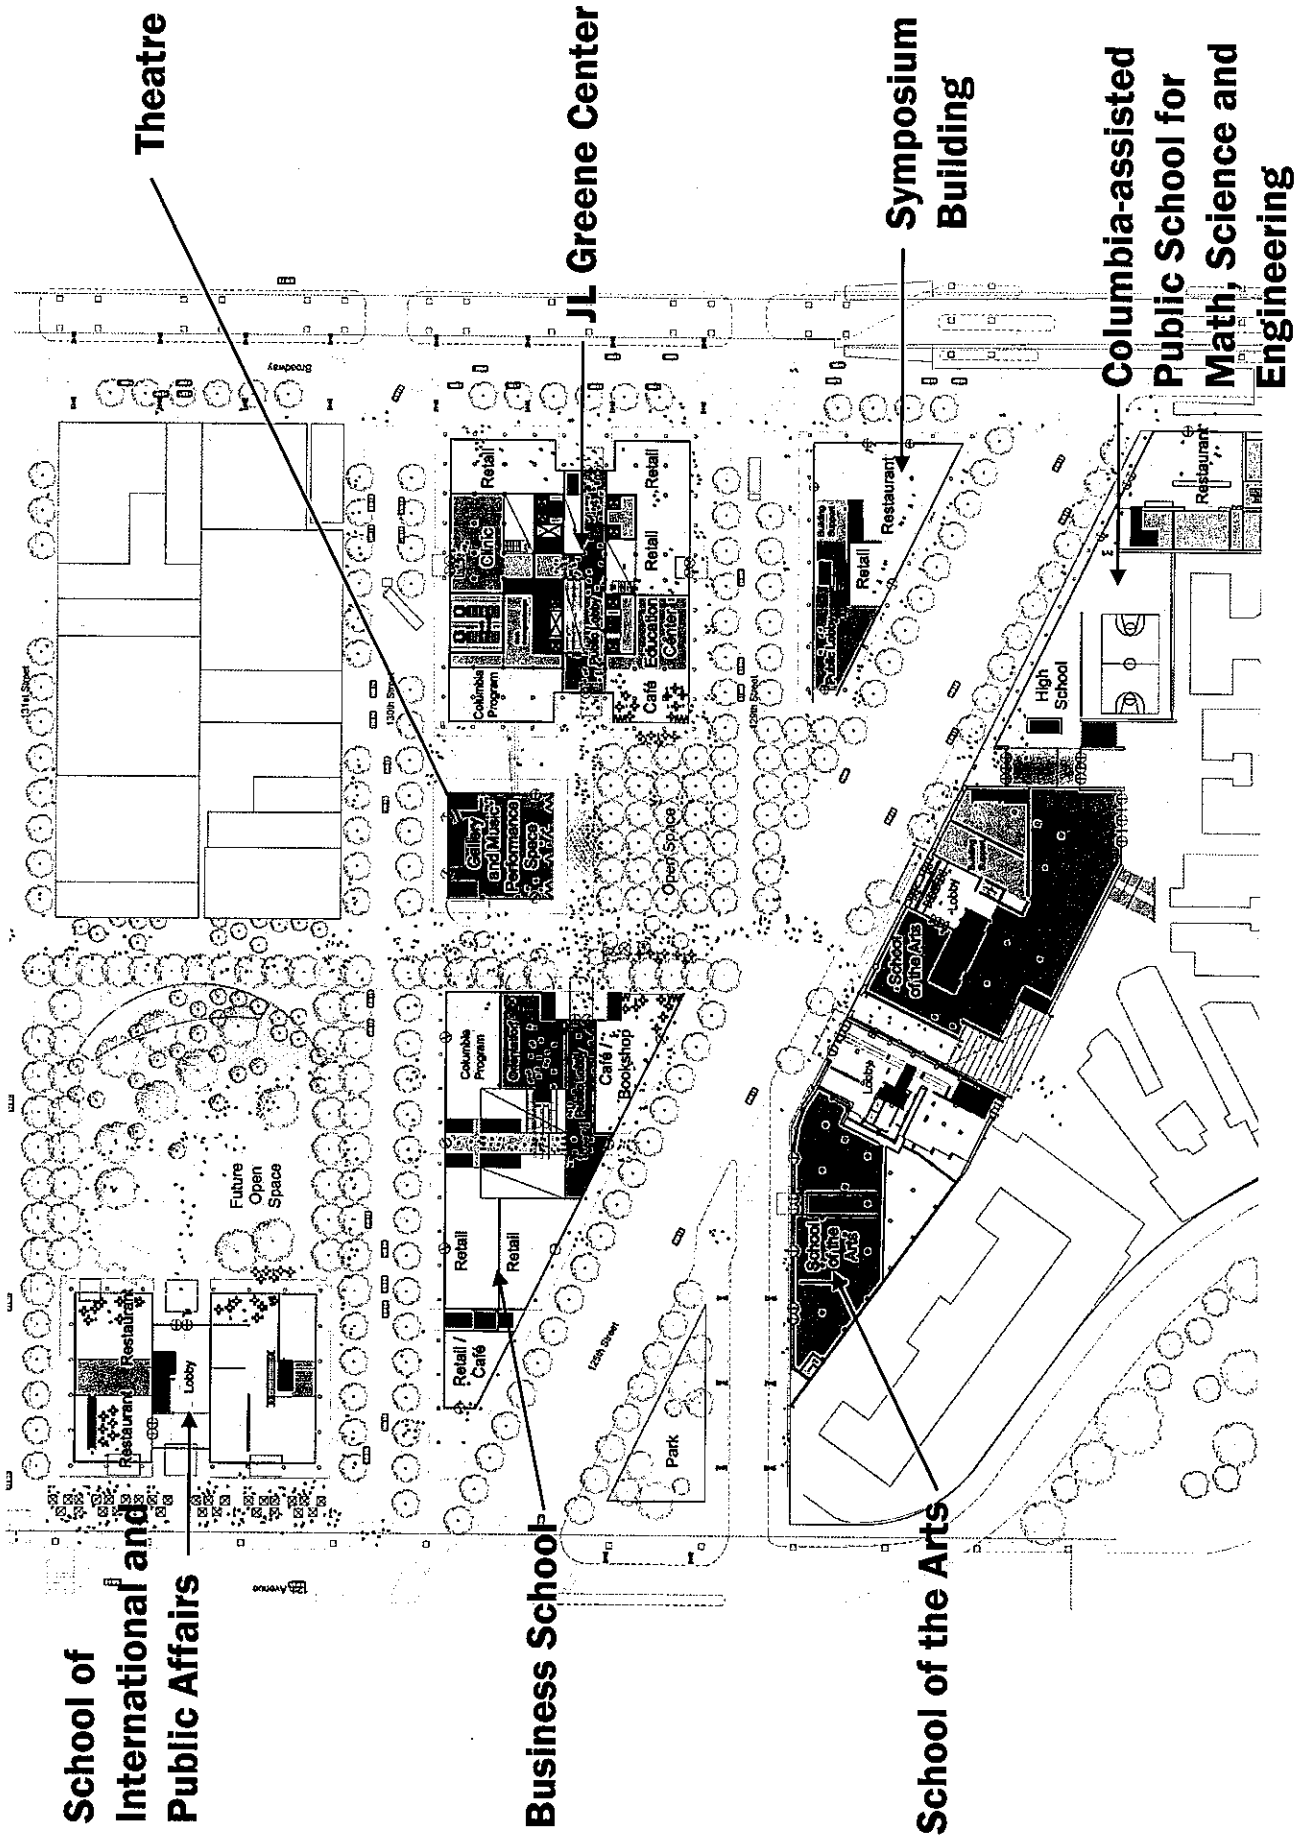 School of
International and
Public Affairs
Business School
School of the Arts
Theatre
JL Greene Center
Symposium
Building
Columbia-assisted
Public School for
Math, Science and
Engineering
131st Street
Broadway
Restaurant
Restaurant
Lobby
Future
Open
Space
130th Street
Retail /
Café
Retail
Retail
Columbia
Program
Café /
Bookshop
Gallery
and Music
Performance
Space
Open Space
Columbia
Program
Clinic
Retail
Public Lobby
Café
Education
Center
Retail
Retail
129th Street
Park
125th Street
Public Lobby
Building
Support
Retail
Restaurant
School
of the
Arts
Lobby
School
of the Arts
Lobby
High
School
Restaurant